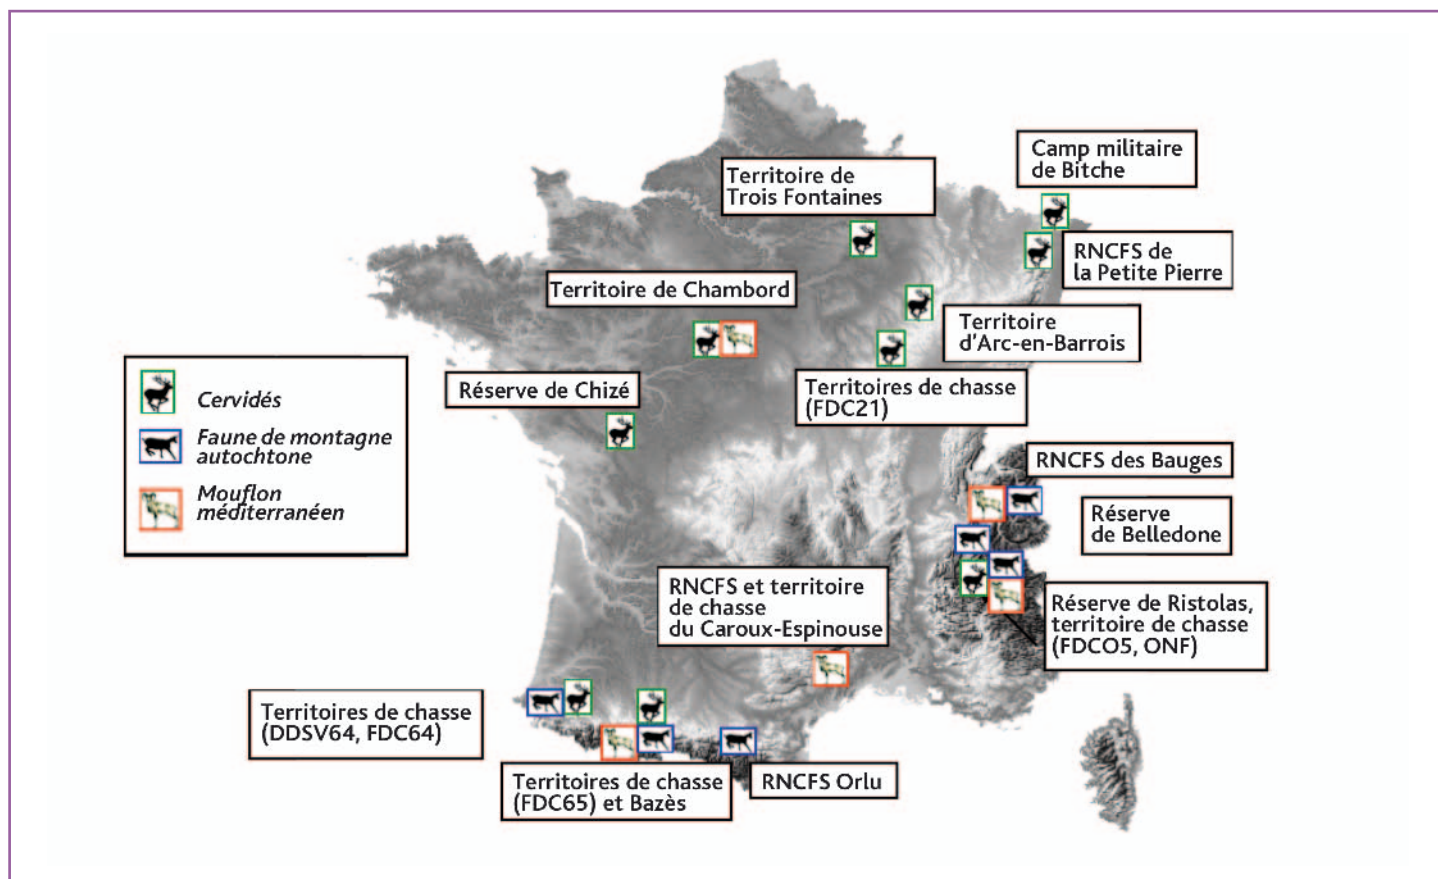 Camp militaire
de Bitche
Territoire de
Trois Fontaines
RNCFS de
la Petite Pierre
Territoire de Chambord
Territoire
d'Arc-en-Barrois
Cervidés
Faune de montagne
autochtone
Mouflon
méditerranéen
Réserve de Chizé
Territoires de chasse
(FDC21)
RNCFS des Bauges
Réserve
de Belledone
RNCFS et territoire
de chasse
du Caroux-Espinouse
Réserve de Ristolas,
territoire de chasse
(FDCO5, ONF)
Territoires de chasse
(DDSV64, FDC64)
Territoires de chasse
(FDC65) et Bazès
RNCFS Orlu